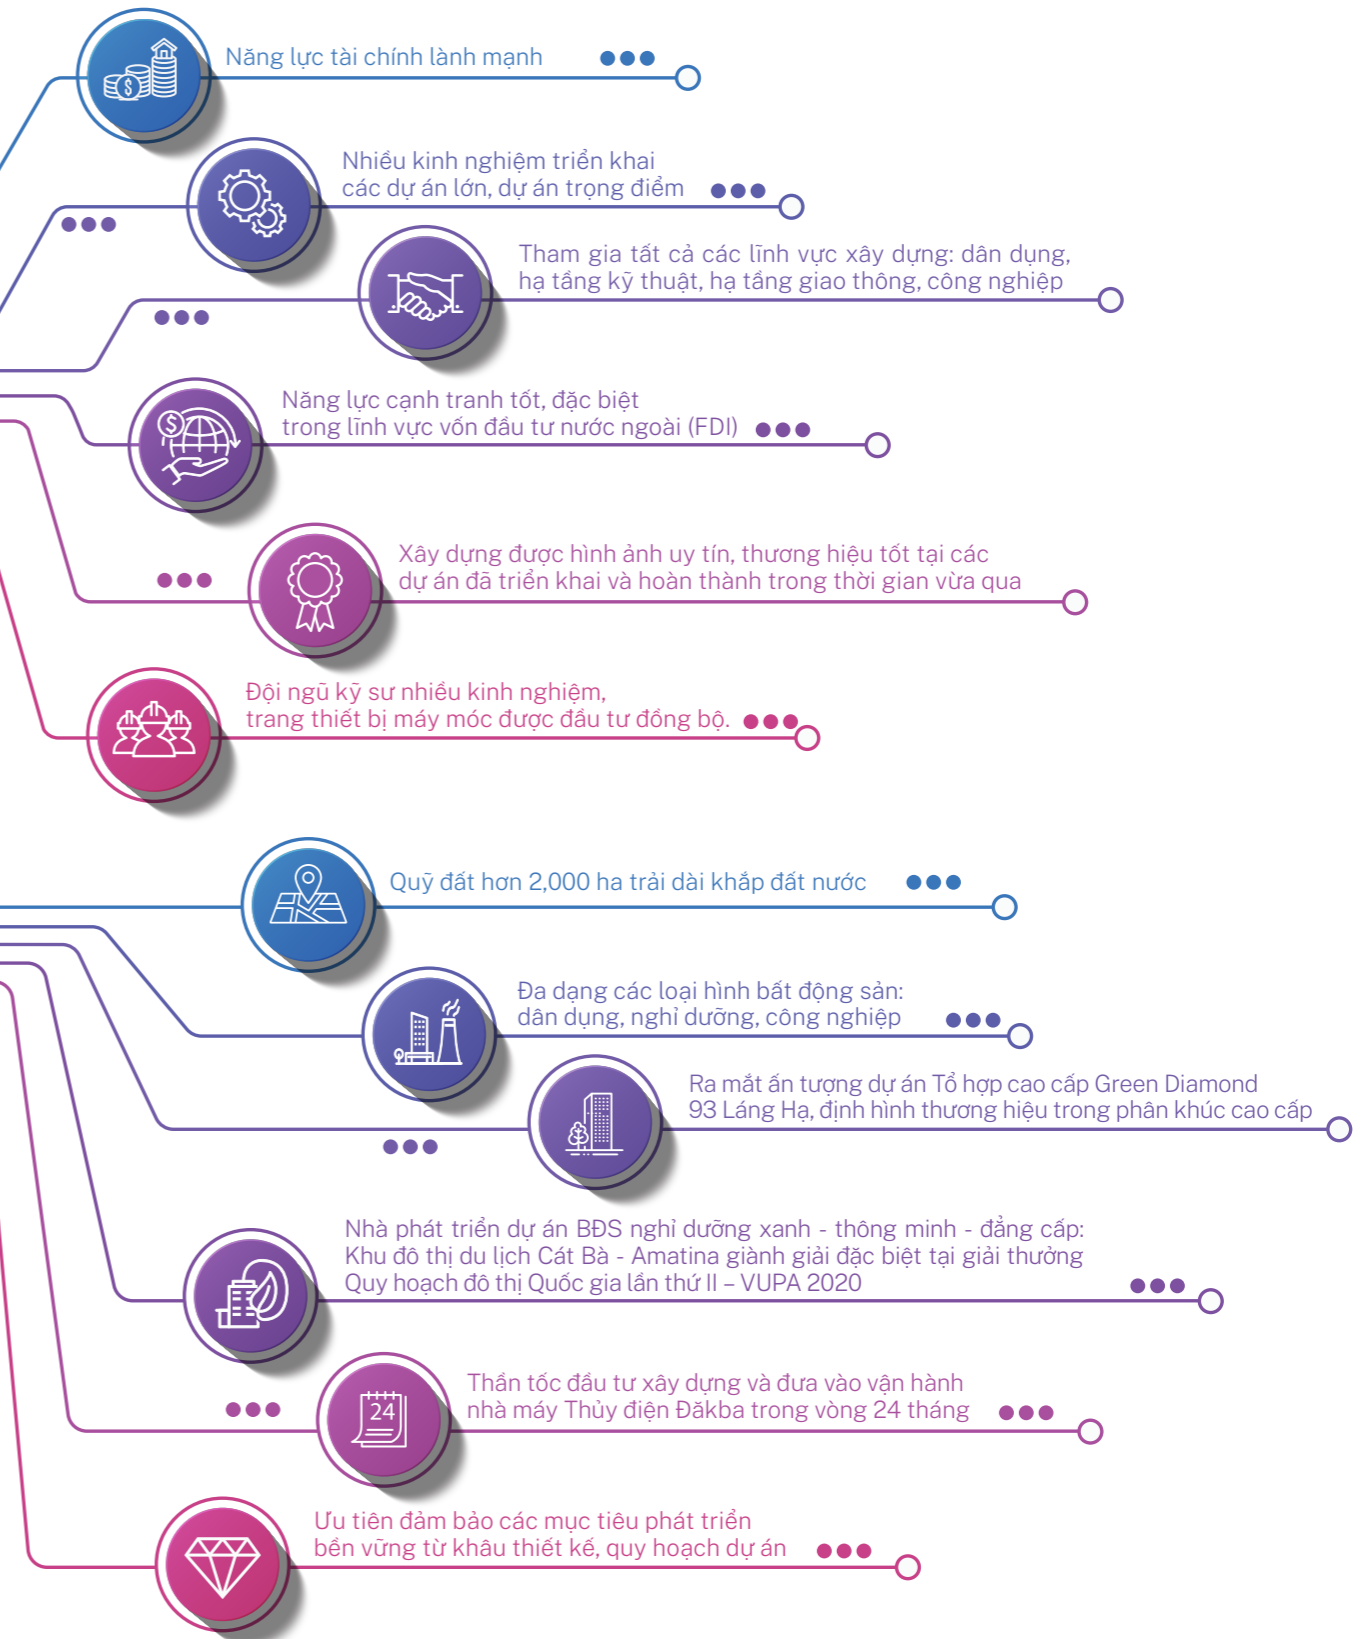 Năng lực tài chính lành mạnh
Nhiều kinh nghiệm triển khai
các dự án lớn, dự án trọng điểm
Tham gia tất cả các lĩnh vực xây dựng: dân dụng,
hạ tầng kỹ thuật, hạ tầng giao thông, công nghiệp
Năng lực cạnh tranh tốt, đặc biệt
trong lĩnh vực vốn đầu tư nước ngoài (FDI)
Xây dựng được hình ảnh uy tín, thương hiệu tốt tại các
dự án đã triển khai và hoàn thành trong thời gian vừa qua
Đội ngũ kỹ sư nhiều kinh nghiệm,
trang thiết bị máy móc được đầu tư đồng bộ.
Quỹ đất hơn 2,000 ha trải dài khắp đất nước
Đa dạng các loại hình bất động sản:
dân dụng, nghỉ dưỡng, công nghiệp
Ra mắt ấn tượng dự án Tổ hợp cao cấp Green Diamond
93 Láng Hạ, định hình thương hiệu trong phân khúc cao cấp
Nhà phát triển dự án BĐS nghỉ dưỡng xanh - thông minh - đẳng cấp:
Khu đô thị du lịch Cát Bà - Amatina giành giải đặc biệt tại giải thưởng
Quy hoạch đô thị Quốc gia lần thứ II – VUPA 2020
24
Thần tốc đầu tư xây dựng và đưa vào vận hành
nhà máy Thủy điện Đăkba trong vòng 24 tháng
Ưu tiên đảm bảo các mục tiêu phát triển
bền vững từ khâu thiết kế, quy hoạch dự án